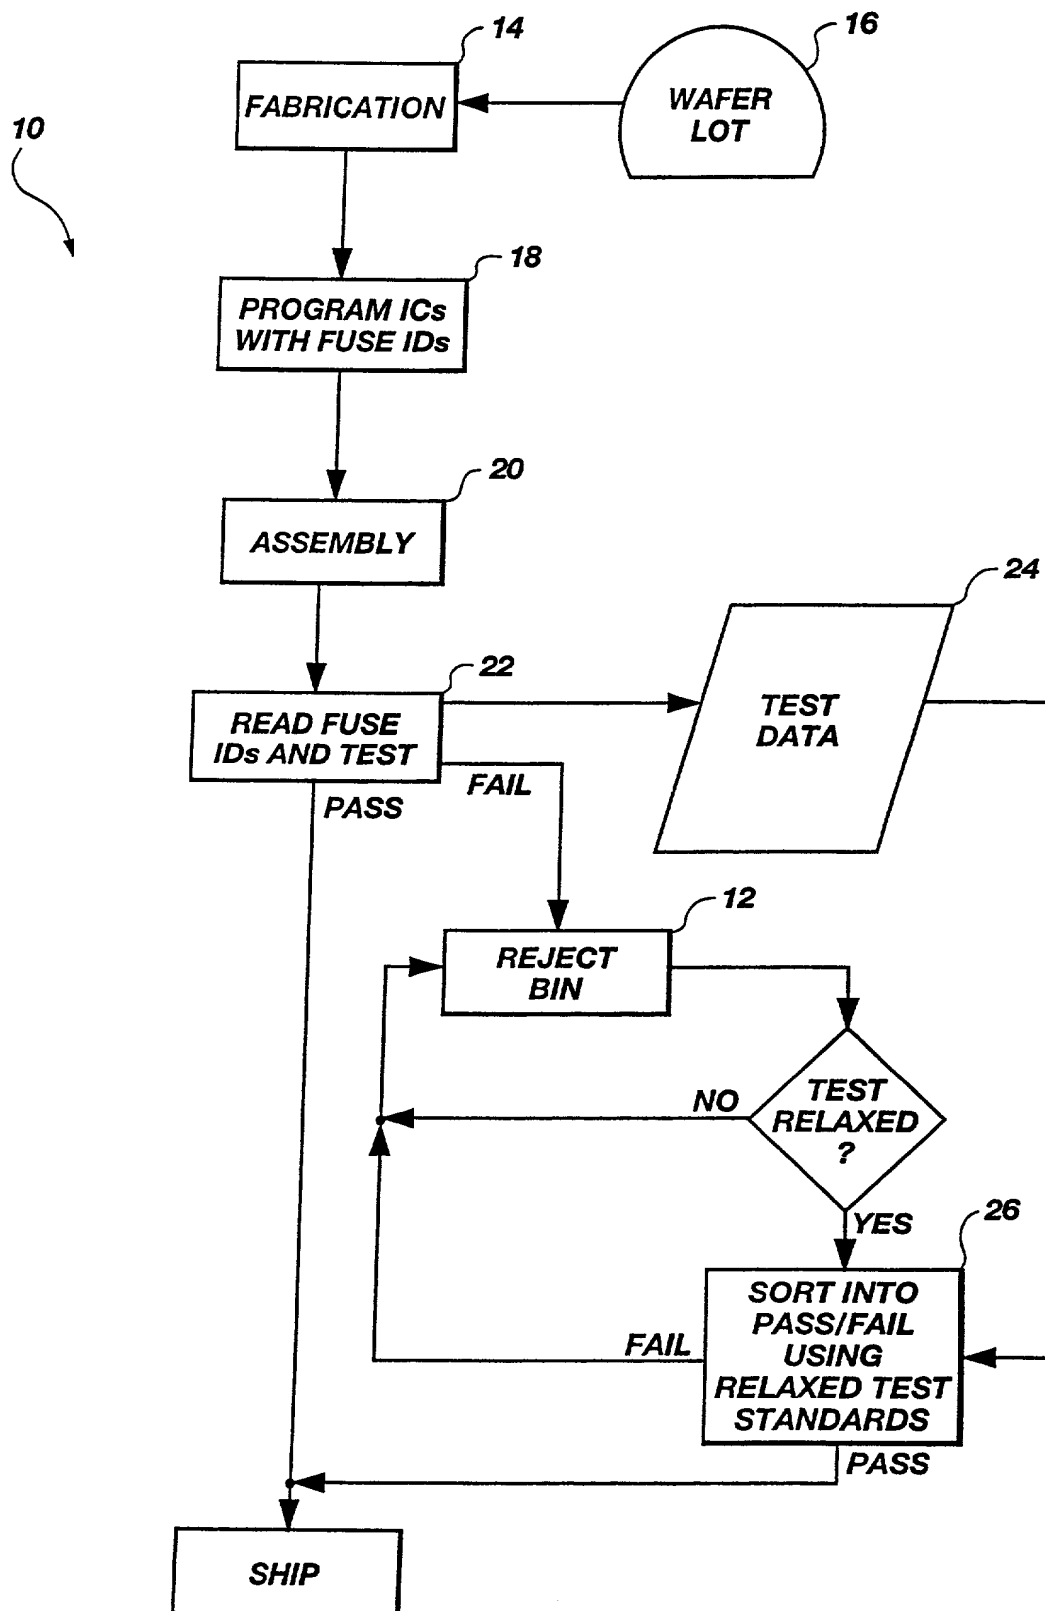 14
16
FABRICATION
WAFER
LOT
10
18
PROGRAM ICs
WITH FUSE IDs
20
ASSEMBLY
24
22
READ FUSE
IDs AND TEST
TEST
DATA
FAIL
PASS
12
REJECT
BIN
TEST
RELAXED
?
NO
YES
26
SORT INTO
PASS/FAIL
USING
RELAXED TEST
STANDARDS
FAIL
PASS
SHIP